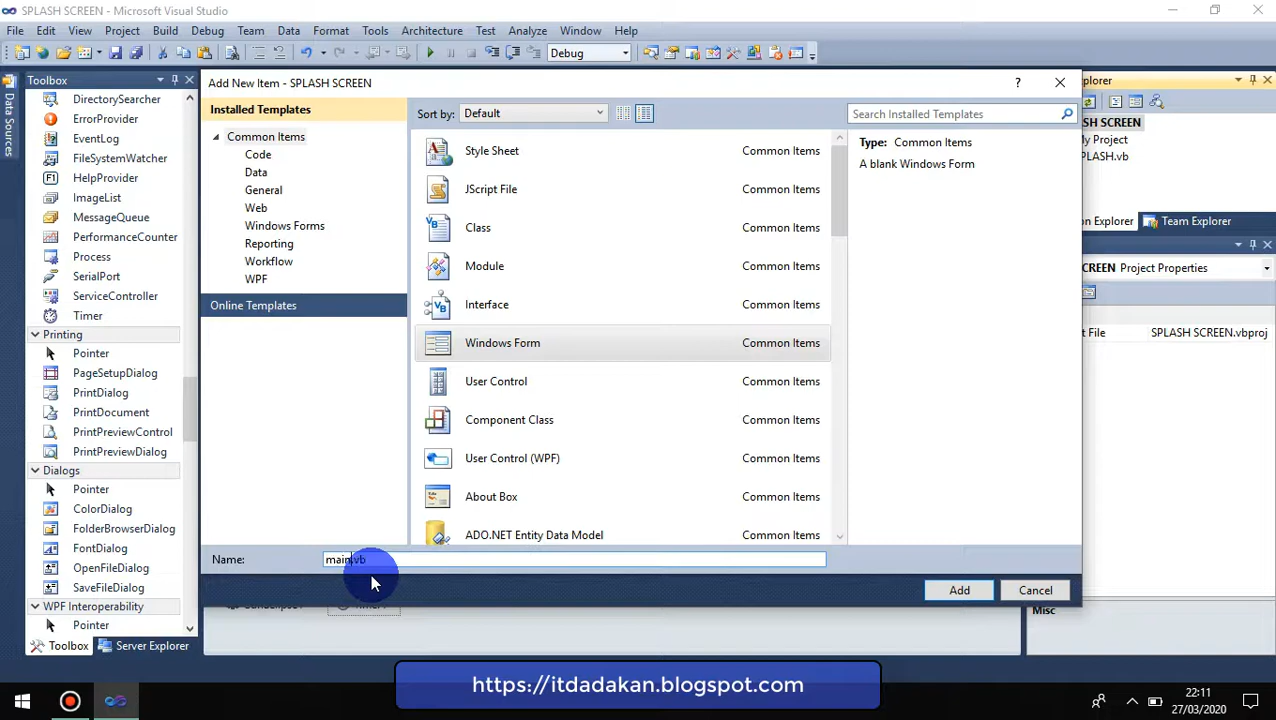 SPLASH SCREEN - Microsoft Visual Studio
File Edit View Project Build Debug Team Data Format Tools Architecture Test Analyze Window Help
Debug
Data Sources
Toolbox
DirectorySearcher
ErrorProvider
EventLog
FileSystemWatcher
HelpProvider
ImageList
MessageQueue
PerformanceCounter
Process
SerialPort
ServiceController
Timer
Printing
Pointer
PageSetupDialog
PrintDialog
PrintDocument
PrintPreviewControl
PrintPreviewDialog
Dialogs
Pointer
ColorDialog
FolderBrowserDialog
FontDialog
OpenFileDialog
SaveFileDialog
WPF Interoperability
Pointer
Toolbox Server Explorer
Add New Item - SPLASH SCREEN
?
Installed Templates
Common Items
Code
Data
General
Web
Windows Forms
Reporting
Workflow
WPF
Online Templates
Sort by: Default
Style Sheet Common Items
JScript File Common Items
Class Common Items
Module Common Items
Interface Common Items
Windows Form Common Items
User Control Common Items
Component Class Common Items
User Control (WPF) Common Items
About Box Common Items
ADO.NET Entity Data Model Common Items
Search Installed Templates
Type: Common Items
A blank Windows Form
Name: main.vb
Add Cancel
xplorer
SH SCREEN
y Project
LASH.vb
on Explorer Team Explorer
CREEN Project Properties
t File SPLASH SCREEN.vbproj
Misc
https://itdadakan.blogspot.com
22:11
27/03/2020